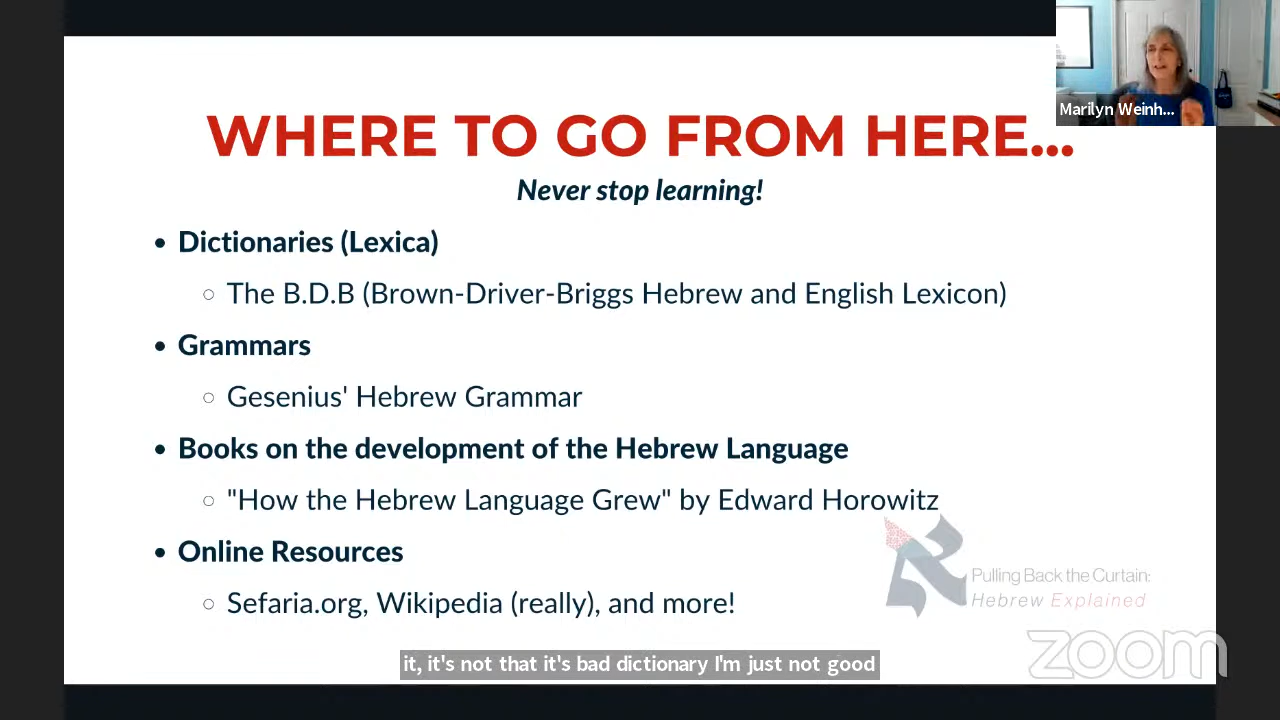 Marilyn Weinh...
WHERE TO GO FROM HERE...
Never stop learning!
• Dictionaries (Lexica)
○ The B.D.B (Brown-Driver-Briggs Hebrew and English Lexicon)
• Grammars
○ Gesenius' Hebrew Grammar
• Books on the development of the Hebrew Language
○ "How the Hebrew Language Grew" by Edward Horowitz
• Online Resources
○ Sefaria.org, Wikipedia (really), and more!
א
Pulling Back the Curtain:
Hebrew Explained
zoom
it, it's not that it's bad dictionary I'm just not good